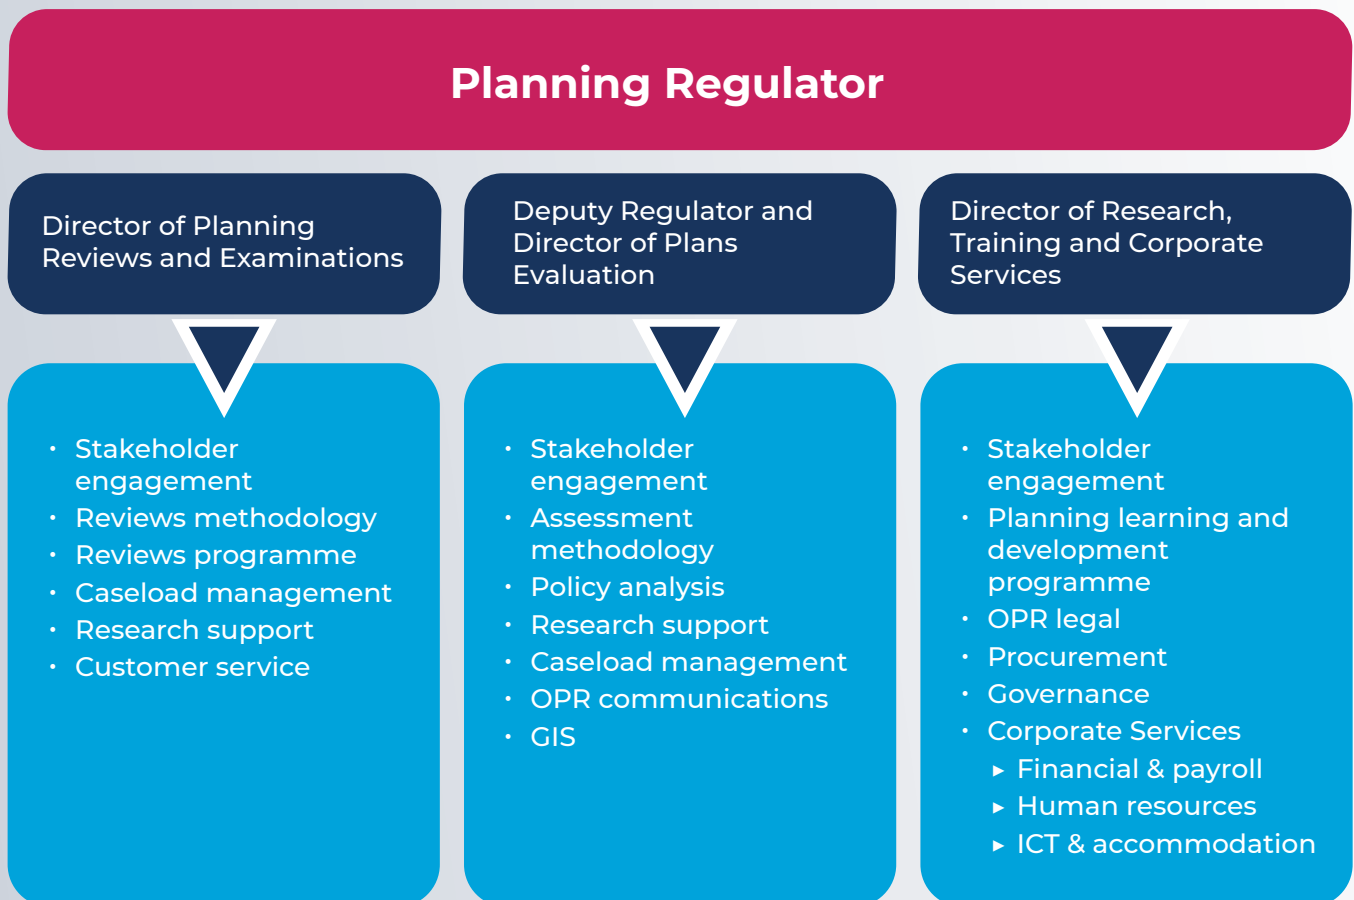 Planning Regulator
Director of Planning
Reviews and Examinations
Deputy Regulator and
Director of Plans
Evaluation
Director of Research,
Training and Corporate
Services
• Stakeholder
engagement
• Reviews methodology
• Reviews programme
• Caseload management
• Research support
• Customer service
• Stakeholder
engagement
• Assessment
methodology
• Policy analysis
• Research support
• Caseload management
• OPR communications
• GIS
• Stakeholder
engagement
• Planning learning and
development
programme
• OPR legal
• Procurement
• Governance
• Corporate Services
▸ Financial & payroll
▸ Human resources
▸ ICT & accommodation